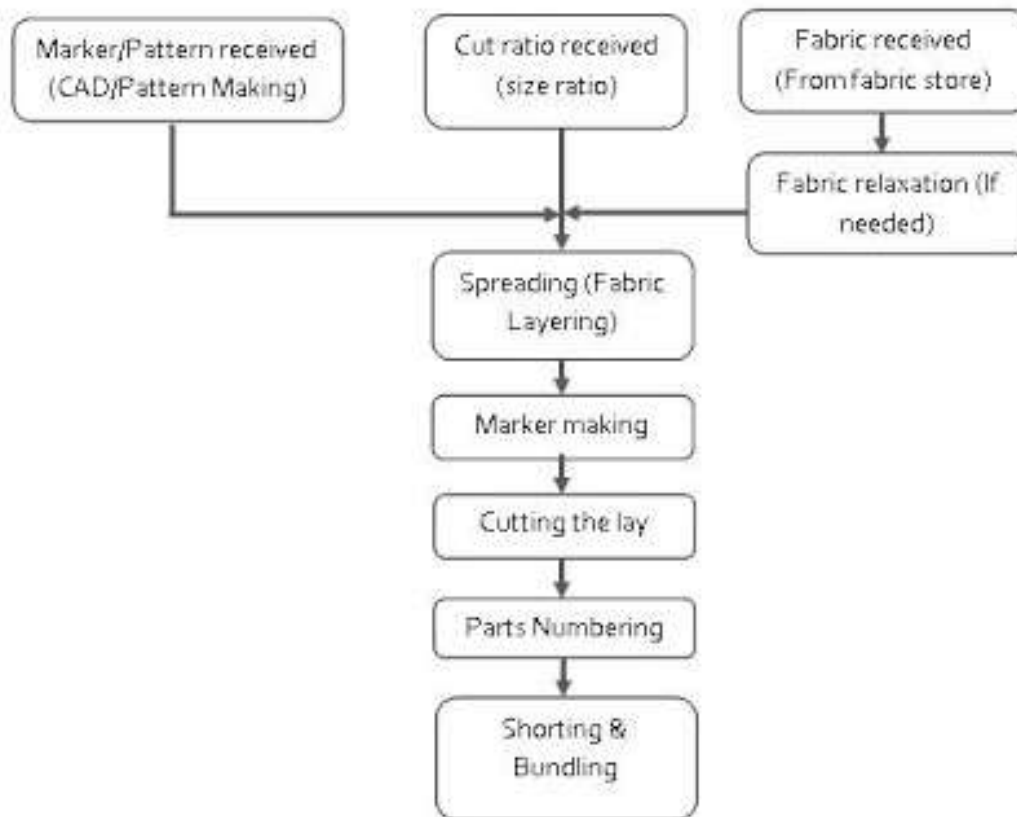 Marker/Pattern received
(CAD/Pattern Making)
Cut ratio received
(size ratio)
Fabric received
(From fabric store)
Fabric relaxation (If
needed)
Spreading (Fabric
Layering)
Marker making
Cutting the lay
Parts Numbering
Shorting &
Bundling